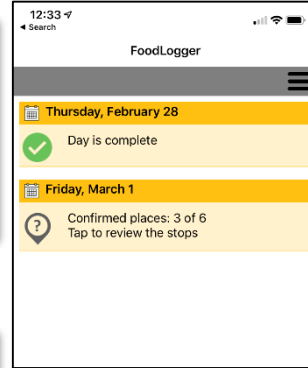 12:33
Search
FoodLogger
Thursday, February 28
Day is complete
Friday, March 1
?
Confirmed places: 3 of 6
Tap to review the stops